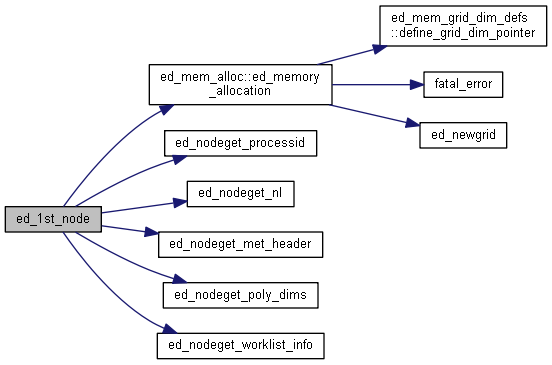 ed_1st_node
ed_mem_alloc::ed_memory
_allocation
ed_nodeget_processid
ed_nodeget_nl
ed_nodeget_met_header
ed_nodeget_poly_dims
ed_nodeget_worklist_info
ed_mem_grid_dim_defs
::define_grid_dim_pointer
fatal_error
ed_newgrid